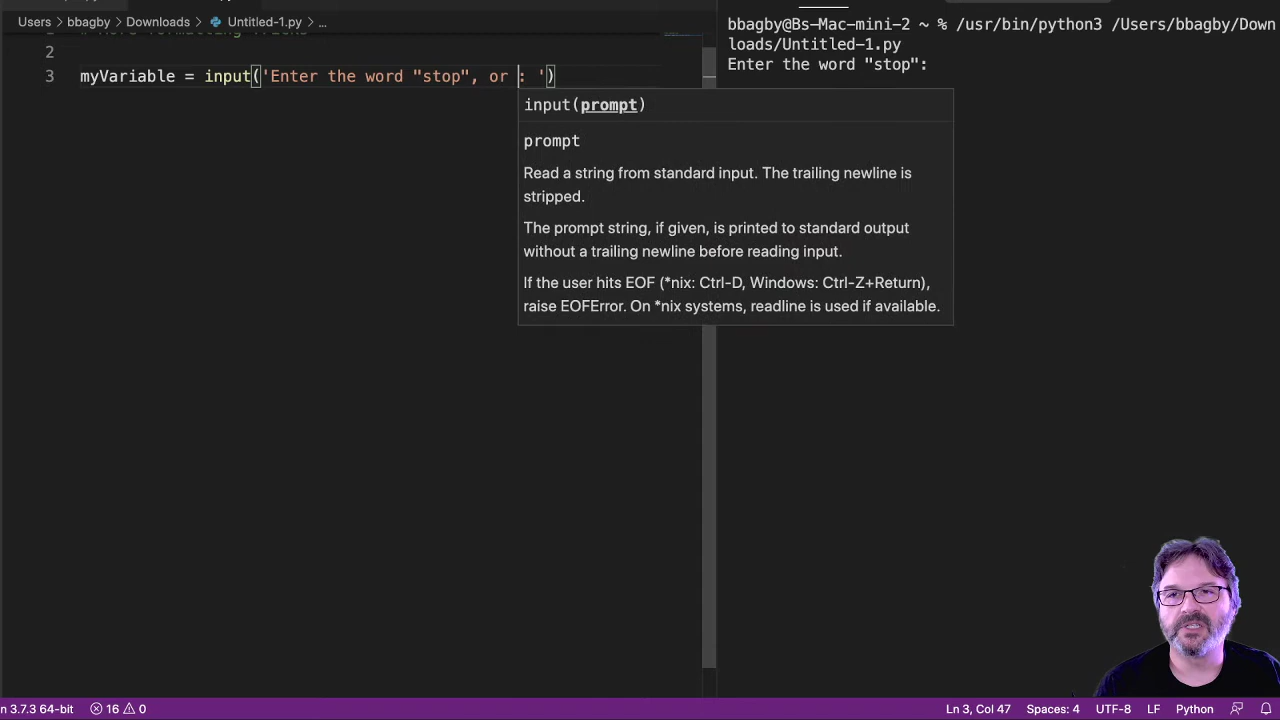 Users > bbagby > Downloads > Untitled-1.py > ...
bbagby@Bs-Mac-mini-2 ~ % /usr/bin/python3 /Users/bbagby/Down
loads/Untitled-1.py
Enter the word "stop":
2
3 myVariable = input('Enter the word "stop", or : ')
input(prompt)
prompt
Read a string from standard input. The trailing newline is
stripped.
The prompt string, if given, is printed to standard output
without a trailing newline before reading input.
If the user hits EOF (*nix: Ctrl-D, Windows: Ctrl-Z+Return),
raise EOFError. On *nix systems, readline is used if available.
n 3.7.3 64-bit 16 0 Ln 3, Col 47 Spaces: 4 UTF-8 LF Python